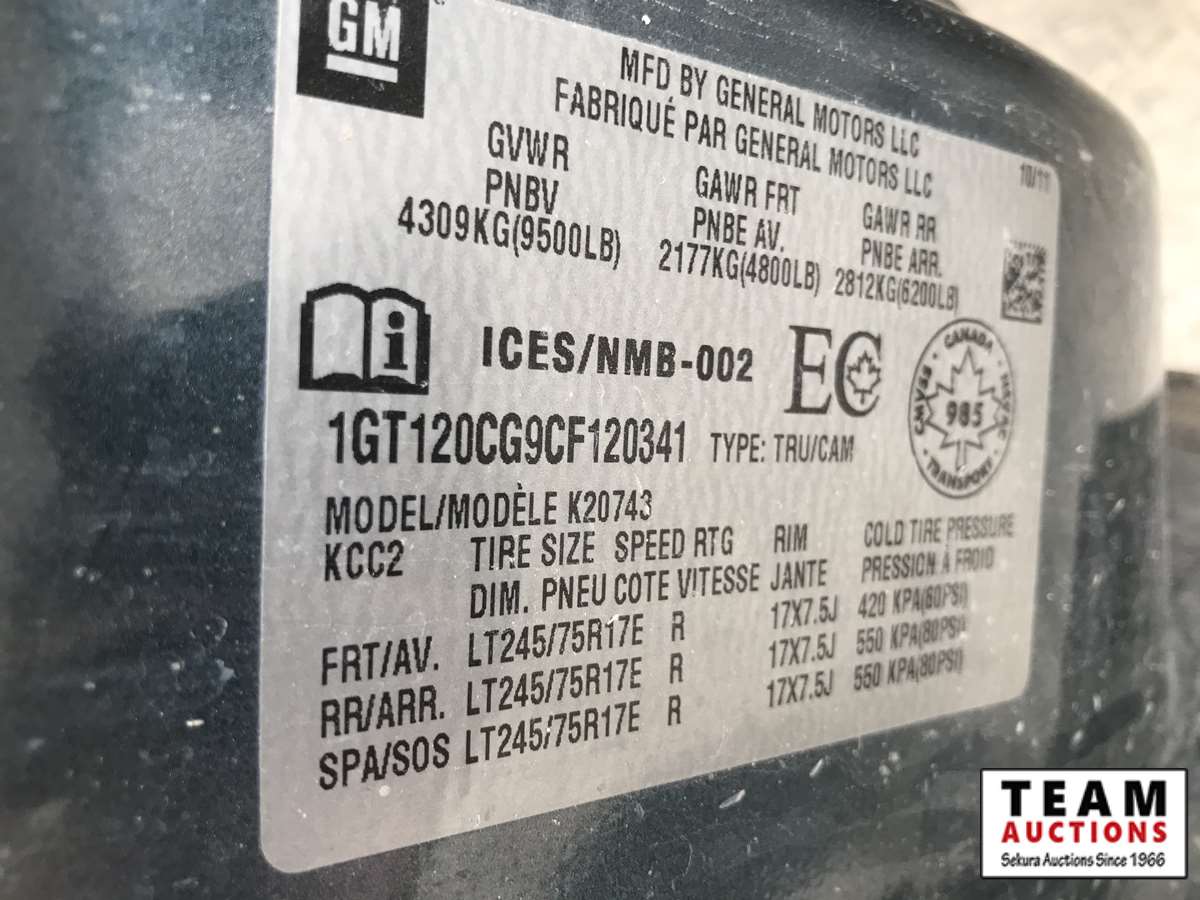 GM
MFD BY GENERAL MOTORS LLC
FABRIQUÉ PAR GENERAL MOTORS LLC
10/11
GVWR
PNBV
4309KG(9500LB)
GAWR FRT
PNBE AV.
2177KG(4800LB)
GAWR RR
PNBE ARR.
2812KG(6200LB)
i
ICES/NMB-002
EC
CANADA
NSVAC
TRANSPORT
CMVSS
985
1GT120CG9CF120341 TYPE: TRU/CAM
MODEL/MODÈLE K20743
KCC2 TIRE SIZE SPEED RTG RIM COLD TIRE PRESSURE
DIM. PNEU COTE VITESSE JANTE PRESSION À FROID
FRT/AV. LT245/75R17E R 17X7.5J 420 KPA(60PSI)
RR/ARR. LT245/75R17E R 17X7.5J 550 KPA(80PSI)
SPA/SOS LT245/75R17E R 17X7.5J 550 KPA(80PSI)
TEAM
AUCTIONS
Sekura Auctions Since 1966